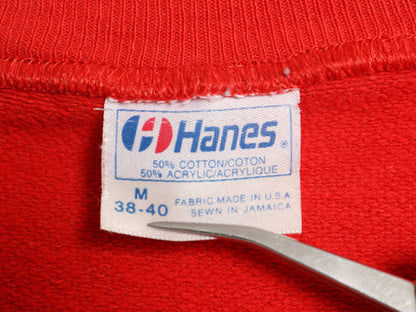 Hanes®
50% COTTON/COTON
50% ACRYLIC/ACRYLIQUE
M
38-40
FABRIC MADE IN U.S.A
SEWN IN JAMAICA